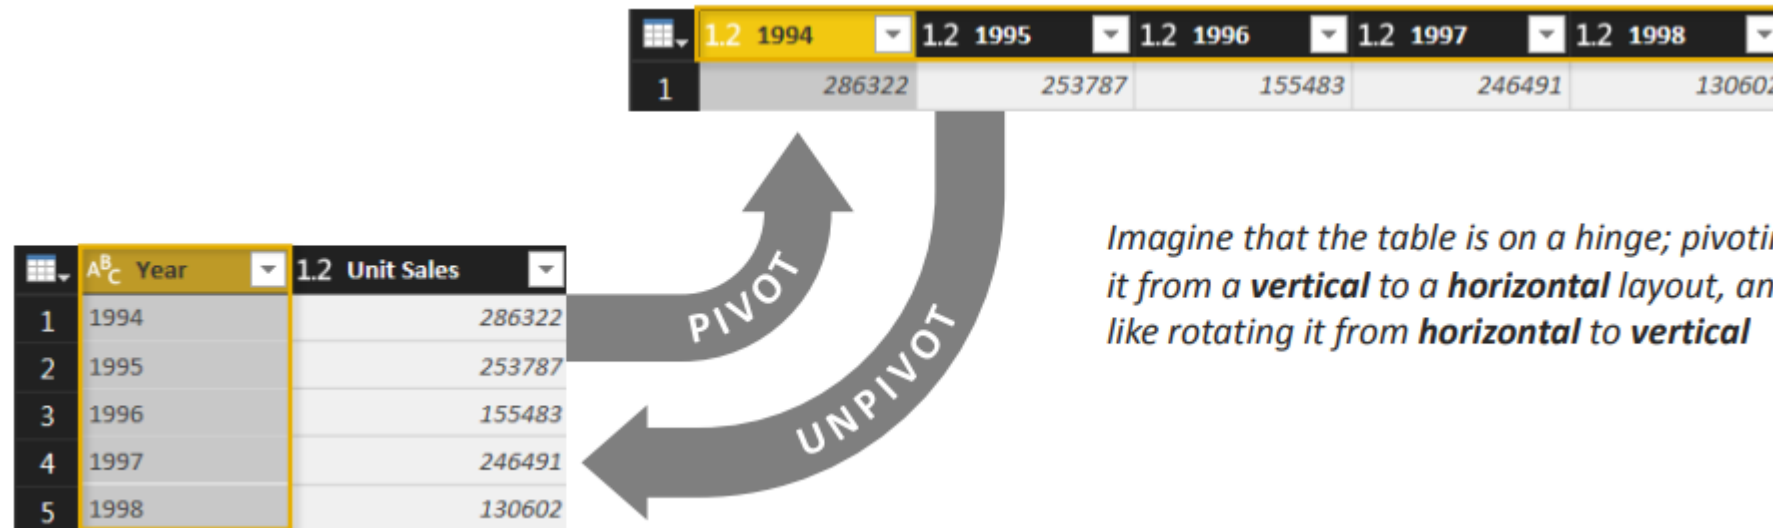 1.2 1994 1.2 1995 1.2 1996 1.2 1997 1.2 1998
1 286322 253787 155483 246491 130602
PIVOT
UNPIVOT
Imagine that the table is on a hinge;
it from a vertical to a horizontal layout,
like rotating it from horizontal to vertical
ABC Year 1.2 Unit Sales
1 1994 286322
2 1995 253787
3 1996 155483
4 1997 246491
5 1998 130602